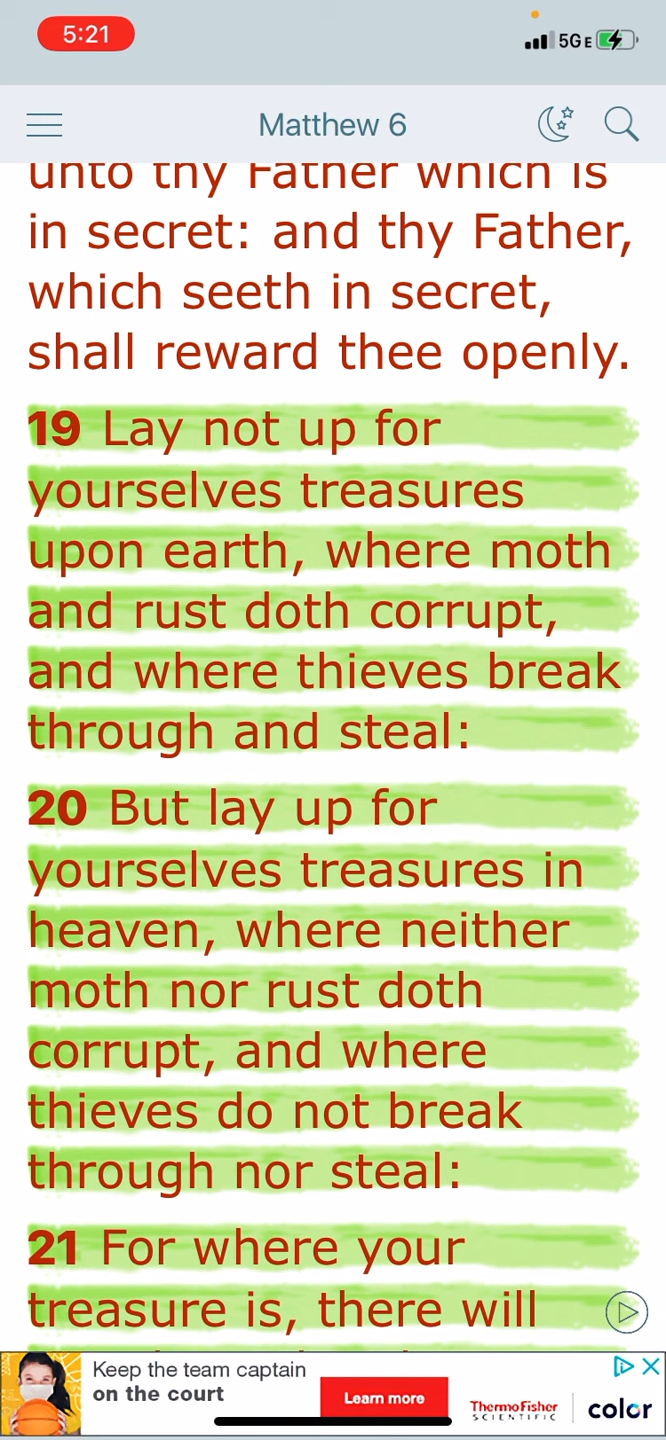 5:21
5GE
Matthew 6
unto thy Father which is
in secret: and thy Father,
which seeth in secret,
shall reward thee openly.
19 Lay not up for
yourselves treasures
upon earth, where moth
and rust doth corrupt,
and where thieves break
through and steal:
20 But lay up for
yourselves treasures in
heaven, where neither
moth nor rust doth
corrupt, and where
thieves do not break
through nor steal:
21 For where your
treasure is, there will
Keep the team captain
on the court
Learn more
ThermoFisher
SCIENTIFIC
color